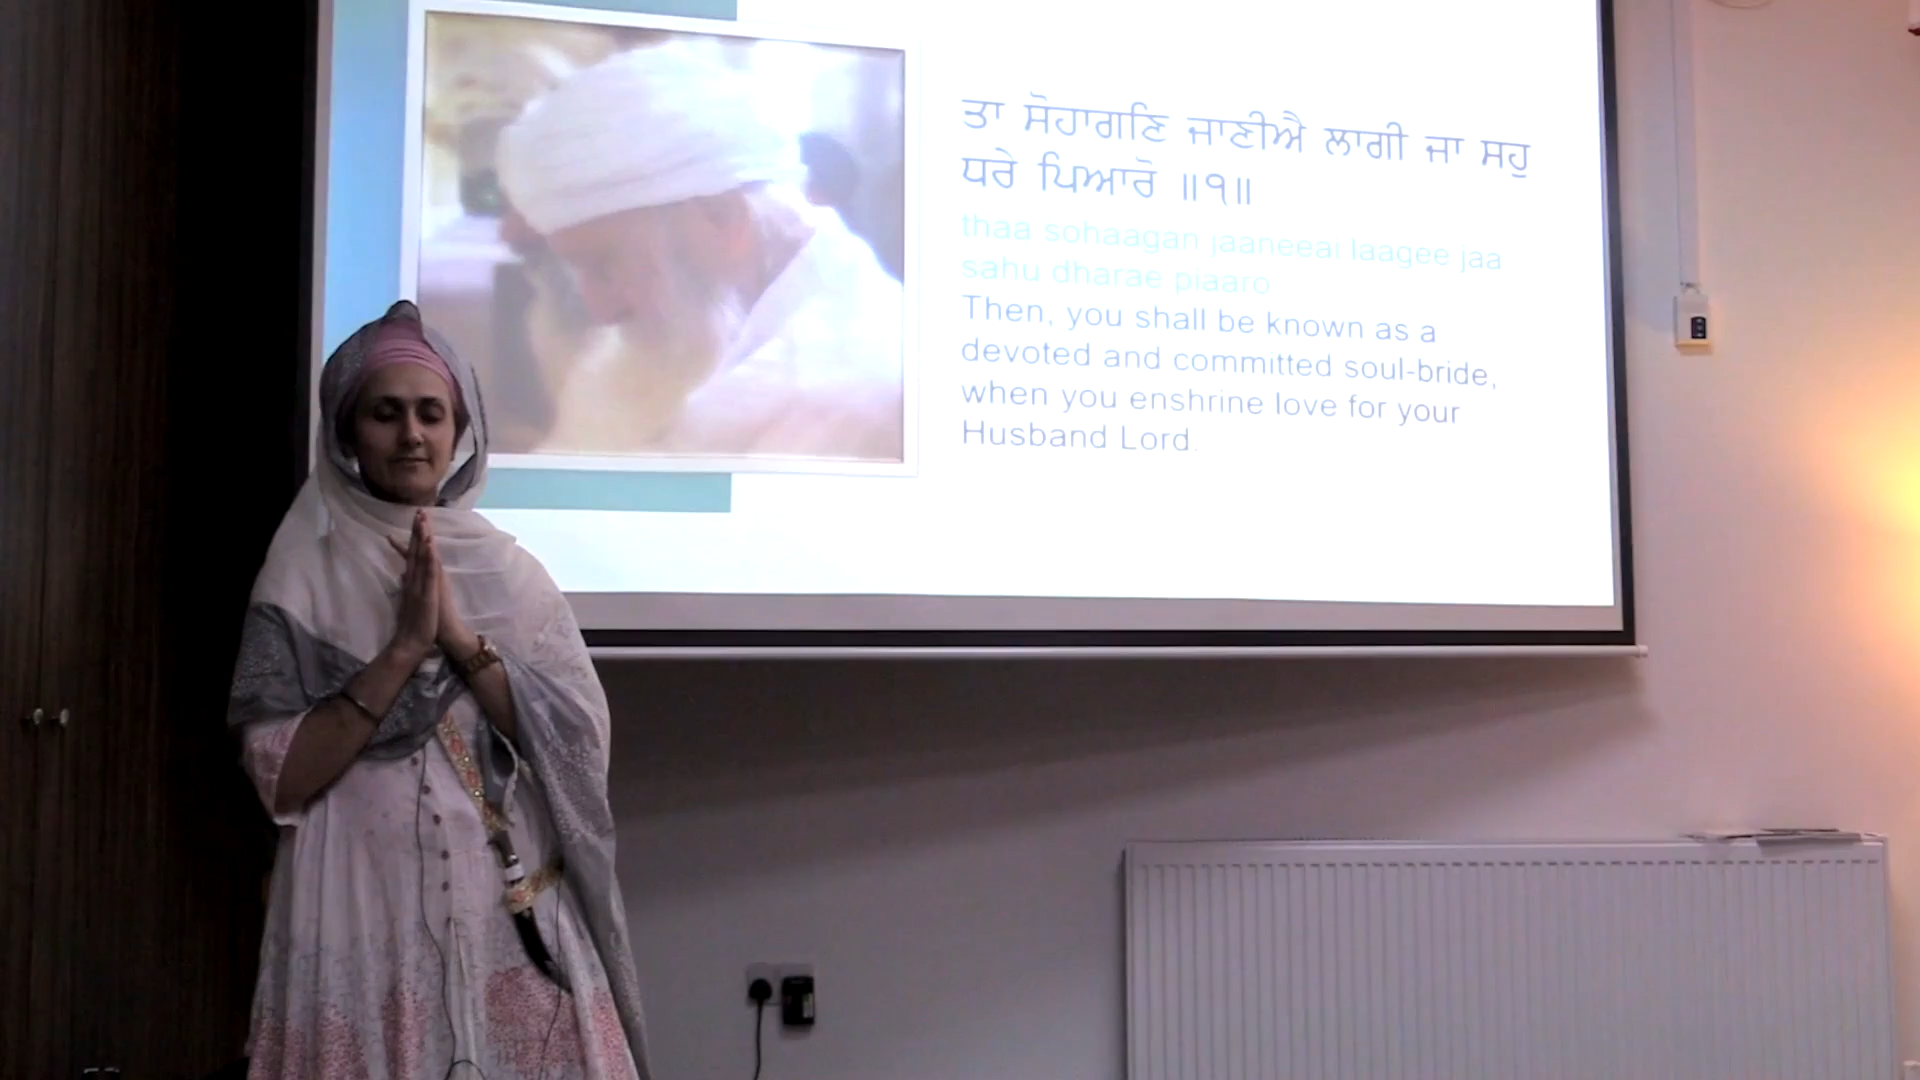 ਤਾ ਸੋਹਾਗਣਿ ਜਾਣੀਐ ਲਾਗੀ ਜਾ ਸਹੁ
ਧਰੇ ਪਿਆਰੋ ॥੧॥
thaa sohaagan jaaneeai laagee jaa
sahu dharae piaaro
Then, you shall be known as a
devoted and committed soul-bride,
when you enshrine love for your
Husband Lord.